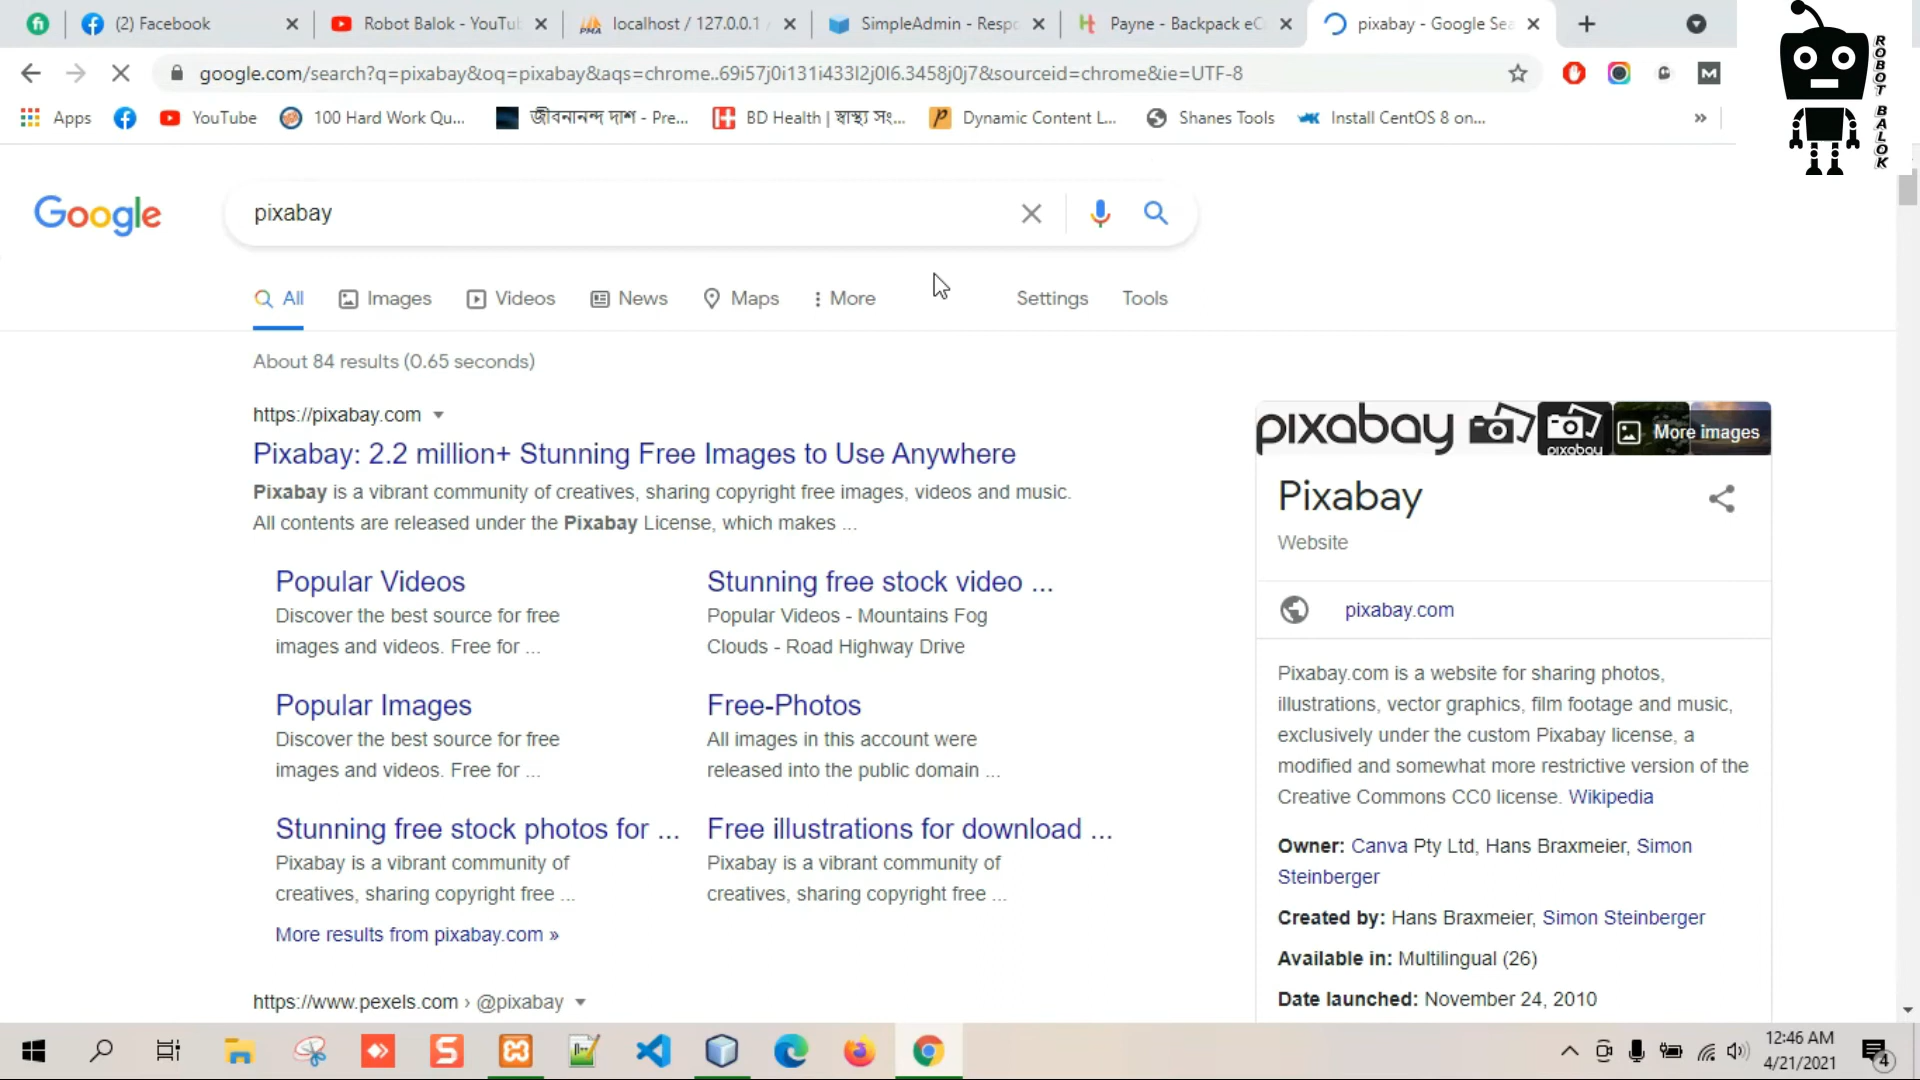 (2) Facebook
Robot Balok - YouTub
localhost / 127.0.0.1
SimpleAdmin - Respo
Payne - Backpack eC
pixabay - Google Sea
google.com/search?q=pixabay&oq=pixabay&aqs=chrome..69i57j0i131i433l2j0l6.3458j0j7&sourceid=chrome&ie=UTF-8
Apps
YouTube
100 Hard Work Qu...
জীবনানন্দ দাশ - Pre...
BD Health | স্বাস্থ্য সং...
Dynamic Content L...
Shanes Tools
Install CentOS 8 on...
ROBOT BALOK
Google
pixabay
All
Images
Videos
News
Maps
More
Settings
Tools
About 84 results (0.65 seconds)
https://pixabay.com
Pixabay: 2.2 million+ Stunning Free Images to Use Anywhere
Pixabay is a vibrant community of creatives, sharing copyright free images, videos and music.
All contents are released under the Pixabay License, which makes ...
Popular Videos
Discover the best source for free
images and videos. Free for ...
Stunning free stock video ...
Popular Videos - Mountains Fog
Clouds - Road Highway Drive
Popular Images
Discover the best source for free
images and videos. Free for ...
Free-Photos
All images in this account were
released into the public domain ...
Stunning free stock photos for ...
Pixabay is a vibrant community of
creatives, sharing copyright free ...
Free illustrations for download ...
Pixabay is a vibrant community of
creatives, sharing copyright free ...
More results from pixabay.com »
https://www.pexels.com › @pixabay
pixabay
pixabay
More images
Pixabay
Website
pixabay.com
Pixabay.com is a website for sharing photos,
illustrations, vector graphics, film footage and music,
exclusively under the custom Pixabay license, a
modified and somewhat more restrictive version of the
Creative Commons CC0 license. Wikipedia
Owner: Canva Pty Ltd, Hans Braxmeier, Simon
Steinberger
Created by: Hans Braxmeier, Simon Steinberger
Available in: Multilingual (26)
Date launched: November 24, 2010
12:46 AM
4/21/2021
4